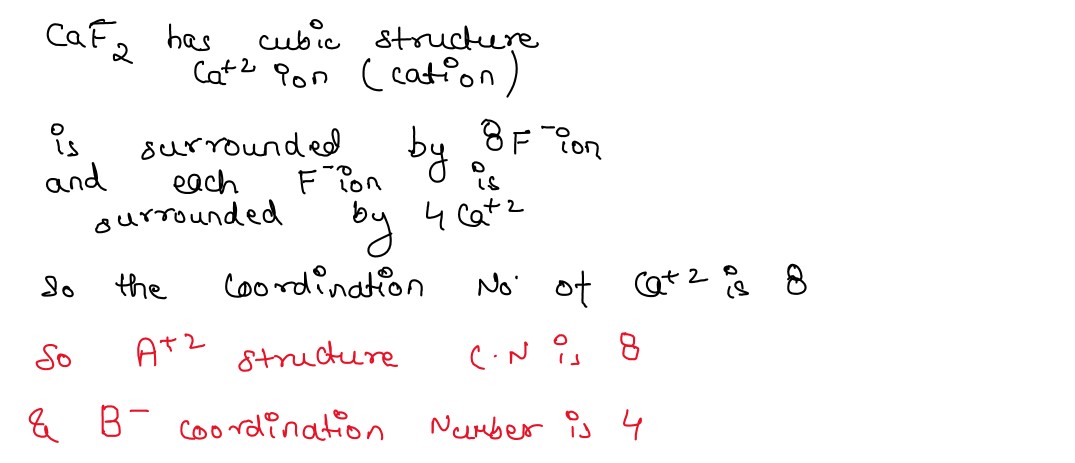 CaF₂ has cubic structure
Ca⁺² ion (cation)
is surrounded by 8 F⁻ ion
and each F⁻ ion is
surrounded by 4 Ca⁺²
So the Coordination No. of Ca⁺² is 8
So A⁺² structure C.N is 8
& B⁻ coordination Number is 4